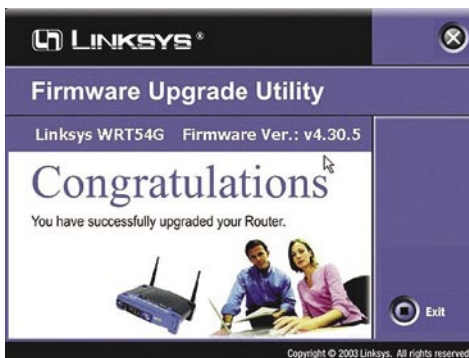 LINKSYS®
Firmware Upgrade Utility
Linksys WRT54G Firmware Ver.: v4.30.5
Congratulations
You have successfully upgraded your Router.
Exit
Copyright © 2003 Linksys. All rights reserved